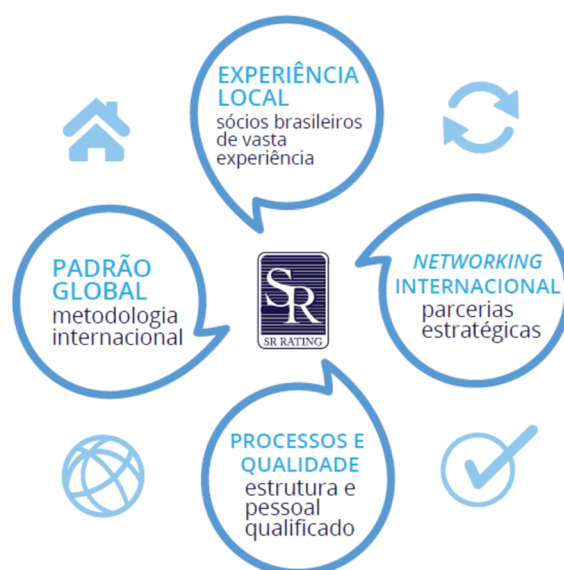 EXPERIÊNCIA
LOCAL
sócios brasileiros
de vasta
experiência
PADRÃO
GLOBAL
metodologia
internacional
SR
SR RATING
NETWORKING
INTERNACIONAL
parcerias
estratégicas
PROCESSOS E
QUALIDADE
estrutura e
pessoal
qualificado